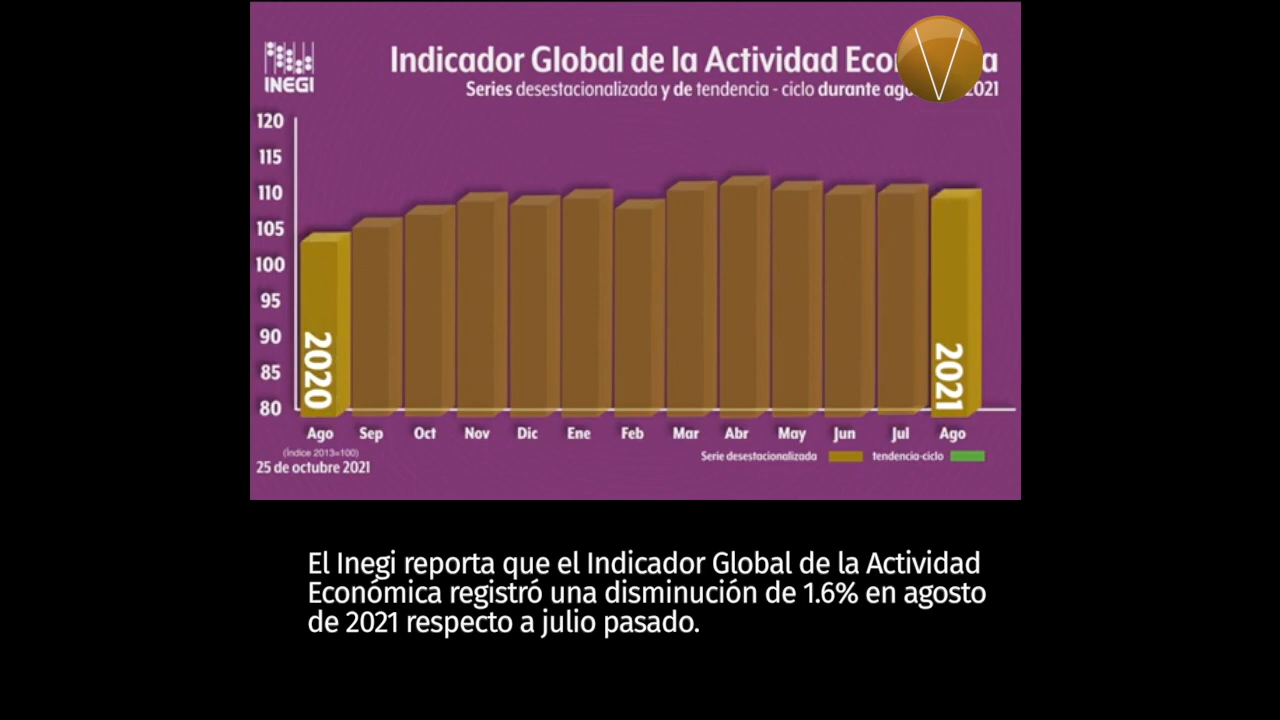 INEGI
Indicador Global de la Actividad
Series desestacionalizada y de tendencia - ciclo durante 2021
V
120
115
110
105
100
95
90
85
80
2020
2021
Ago Sep Oct Nov Dic Ene Feb Mar Abr May Jun Jul Ago
(Índice 2013=100)
Serie desestacionalizada tendencia-ciclo
25 de octubre 2021
El Inegi reporta que el Indicador Global de la Actividad
Económica registró una disminución de 1.6% en agosto
de 2021 respecto a julio pasado.